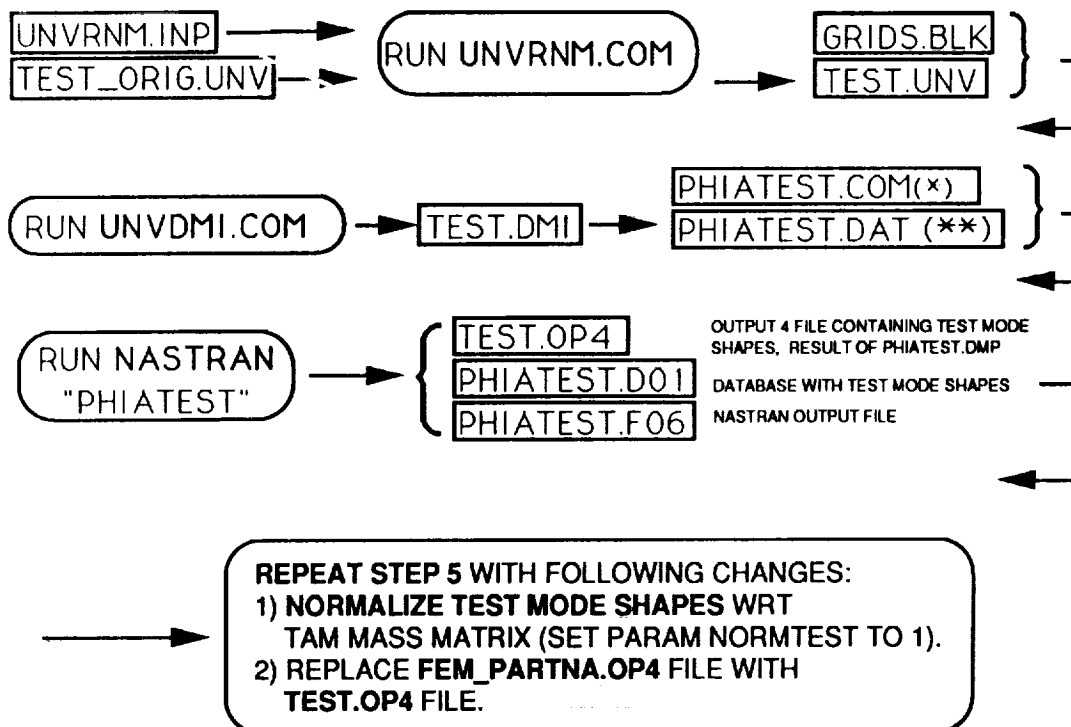 UNVRNM.INP
TEST_ORIG.UNV
RUN UNVRNM.COM
GRIDS.BLK
TEST.UNV
RUN UNVDMI.COM
TEST.DMI
PHIATEST.COM(*)
PHIATEST.DAT (**)
RUN NASTRAN
"PHIATEST"
TEST.OP4
PHIATEST.D01
PHIATEST.F06
OUTPUT 4 FILE CONTAINING TEST MODE
SHAPES, RESULT OF PHIATEST.DMP
DATABASE WITH TEST MODE SHAPES
NASTRAN OUTPUT FILE
REPEAT STEP 5 WITH FOLLOWING CHANGES:
1) NORMALIZE TEST MODE SHAPES WRT
TAM MASS MATRIX (SET PARAM NORMTEST TO 1).
2) REPLACE FEM_PARTNA.OP4 FILE WITH
TEST.OP4 FILE.